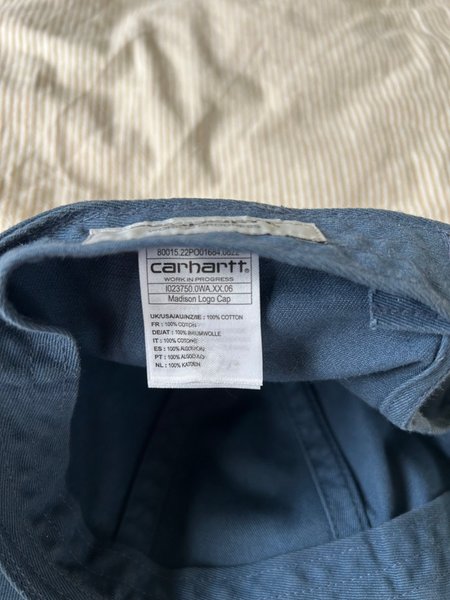 80015.22PO01684.0822
carhartt
WORK IN PROGRESS
I023750.0WA.XX.06
Madison Logo Cap
UK/USA/AU/NZ/IE : 100% COTTON
FR : 100% COTON
DE/AT : 100% BAUMWOLLE
IT : 100% COTONE
ES : 100% ALGODÓN
PT : 100% ALGODÃO
NL : 100% KATOEN